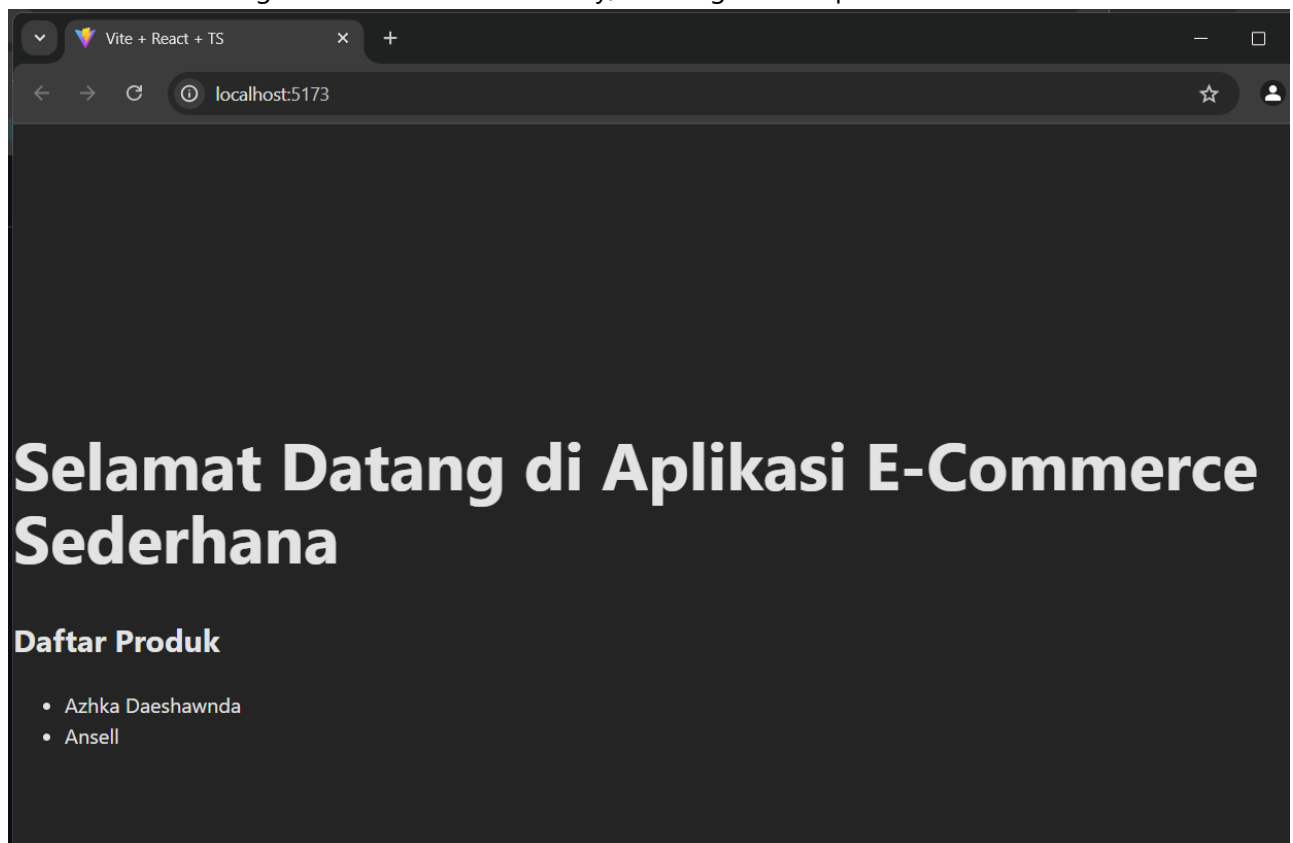 Vite + React + TS
localhost:5173
Selamat Datang di Aplikasi E-Commerce
Sederhana
Daftar Produk
Azhka Daeshawnda
Ansell